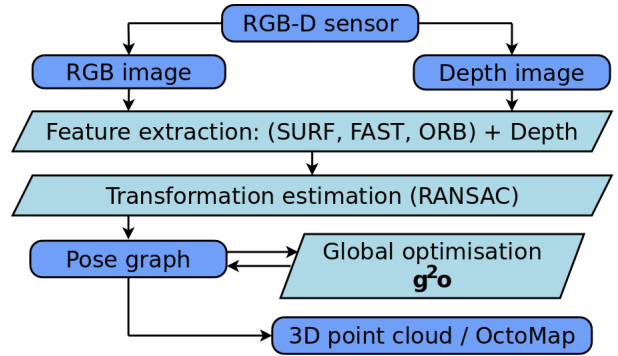 RGB-D sensor
RGB image
Depth image
Feature extraction: (SURF, FAST, ORB) + Depth
Transformation estimation (RANSAC)
Pose graph
Global optimisation
g²o
3D point cloud / OctoMap